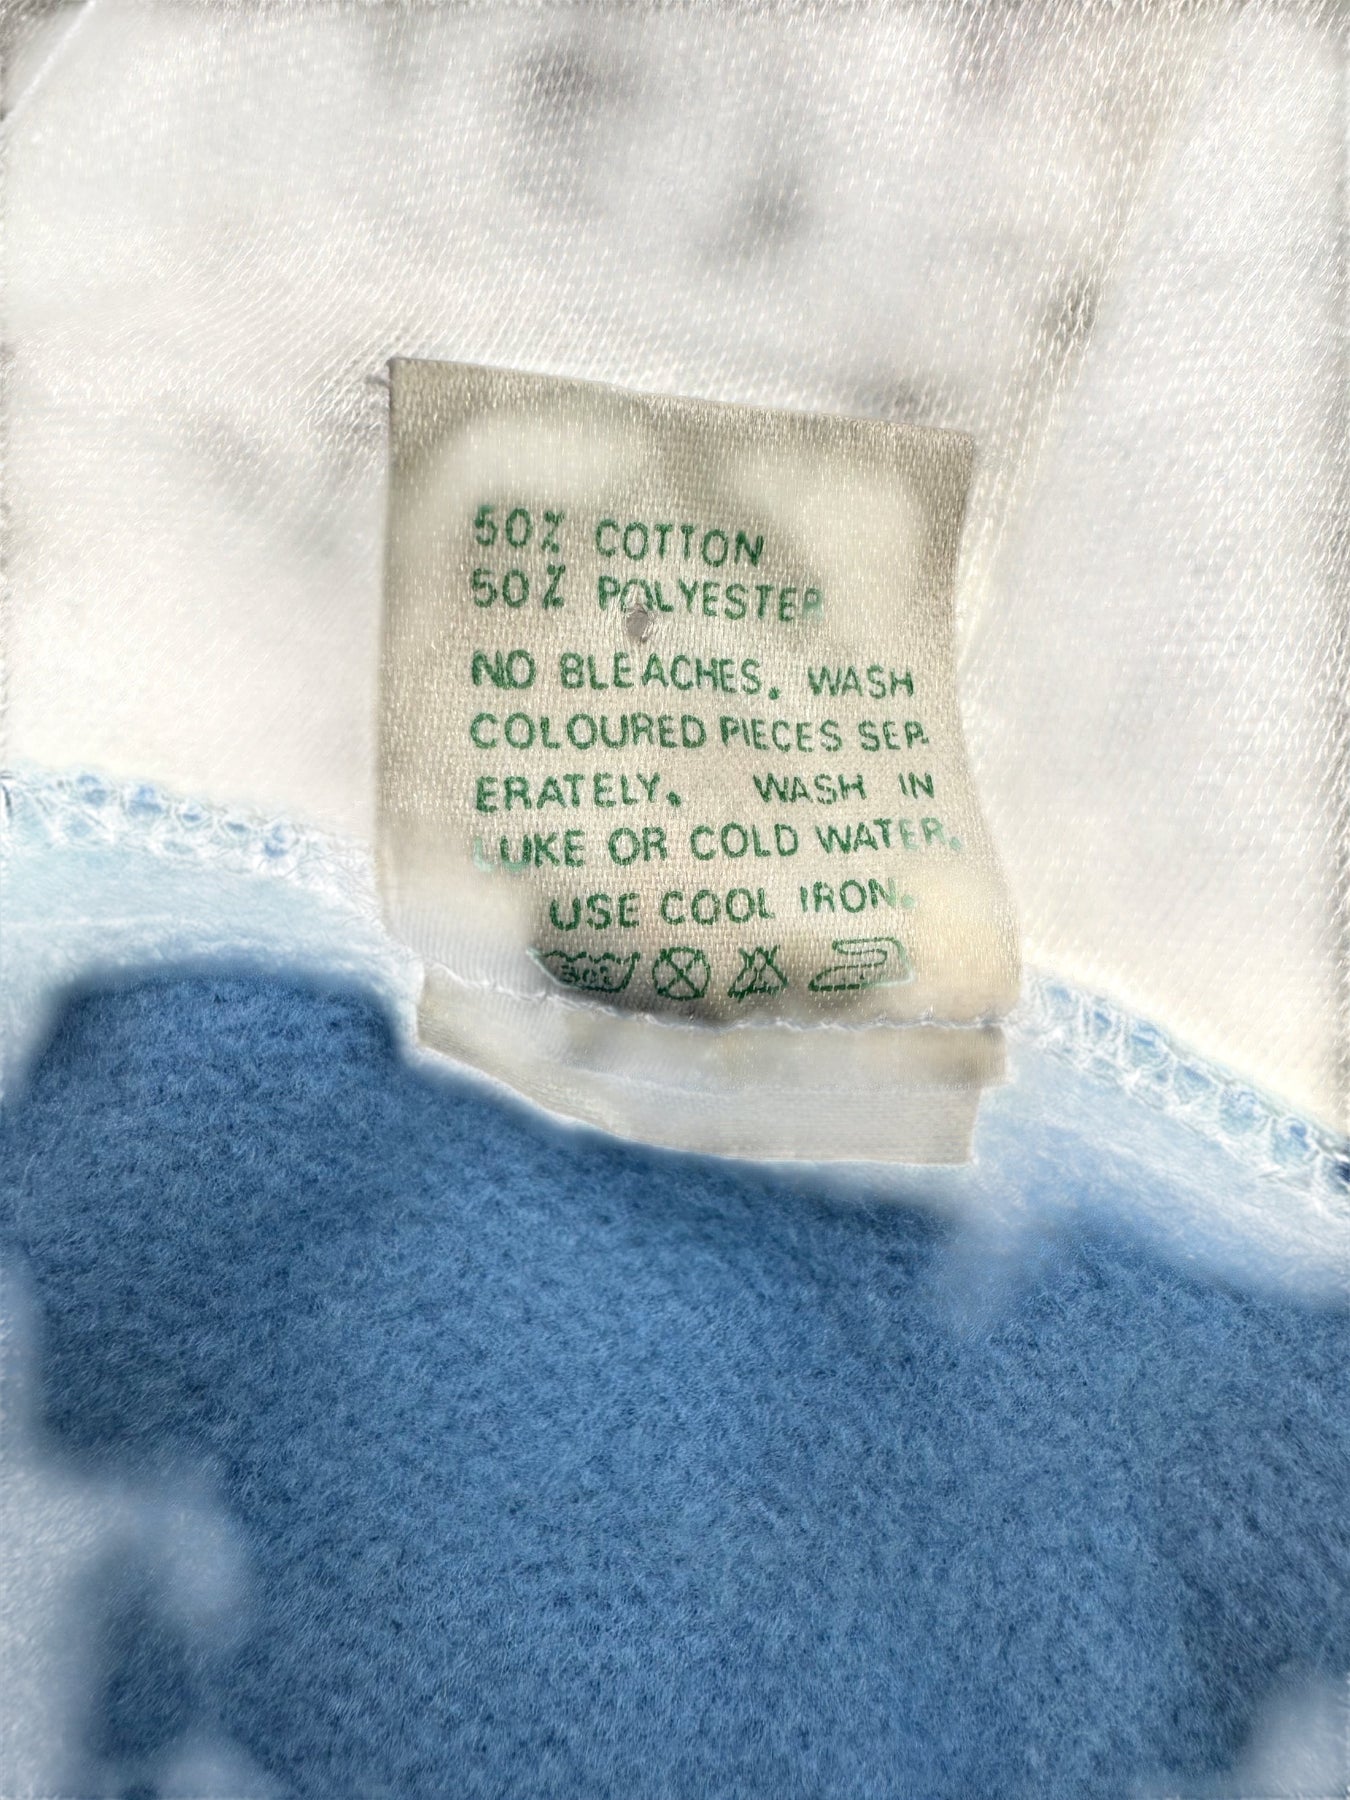 50% COTTON
50% POLYESTER
NO BLEACHES. WASH
COLOURED PIECES SEP
ERATELY. WASH IN
LUKE OR COLD WATER.
USE COOL IRON.
30°